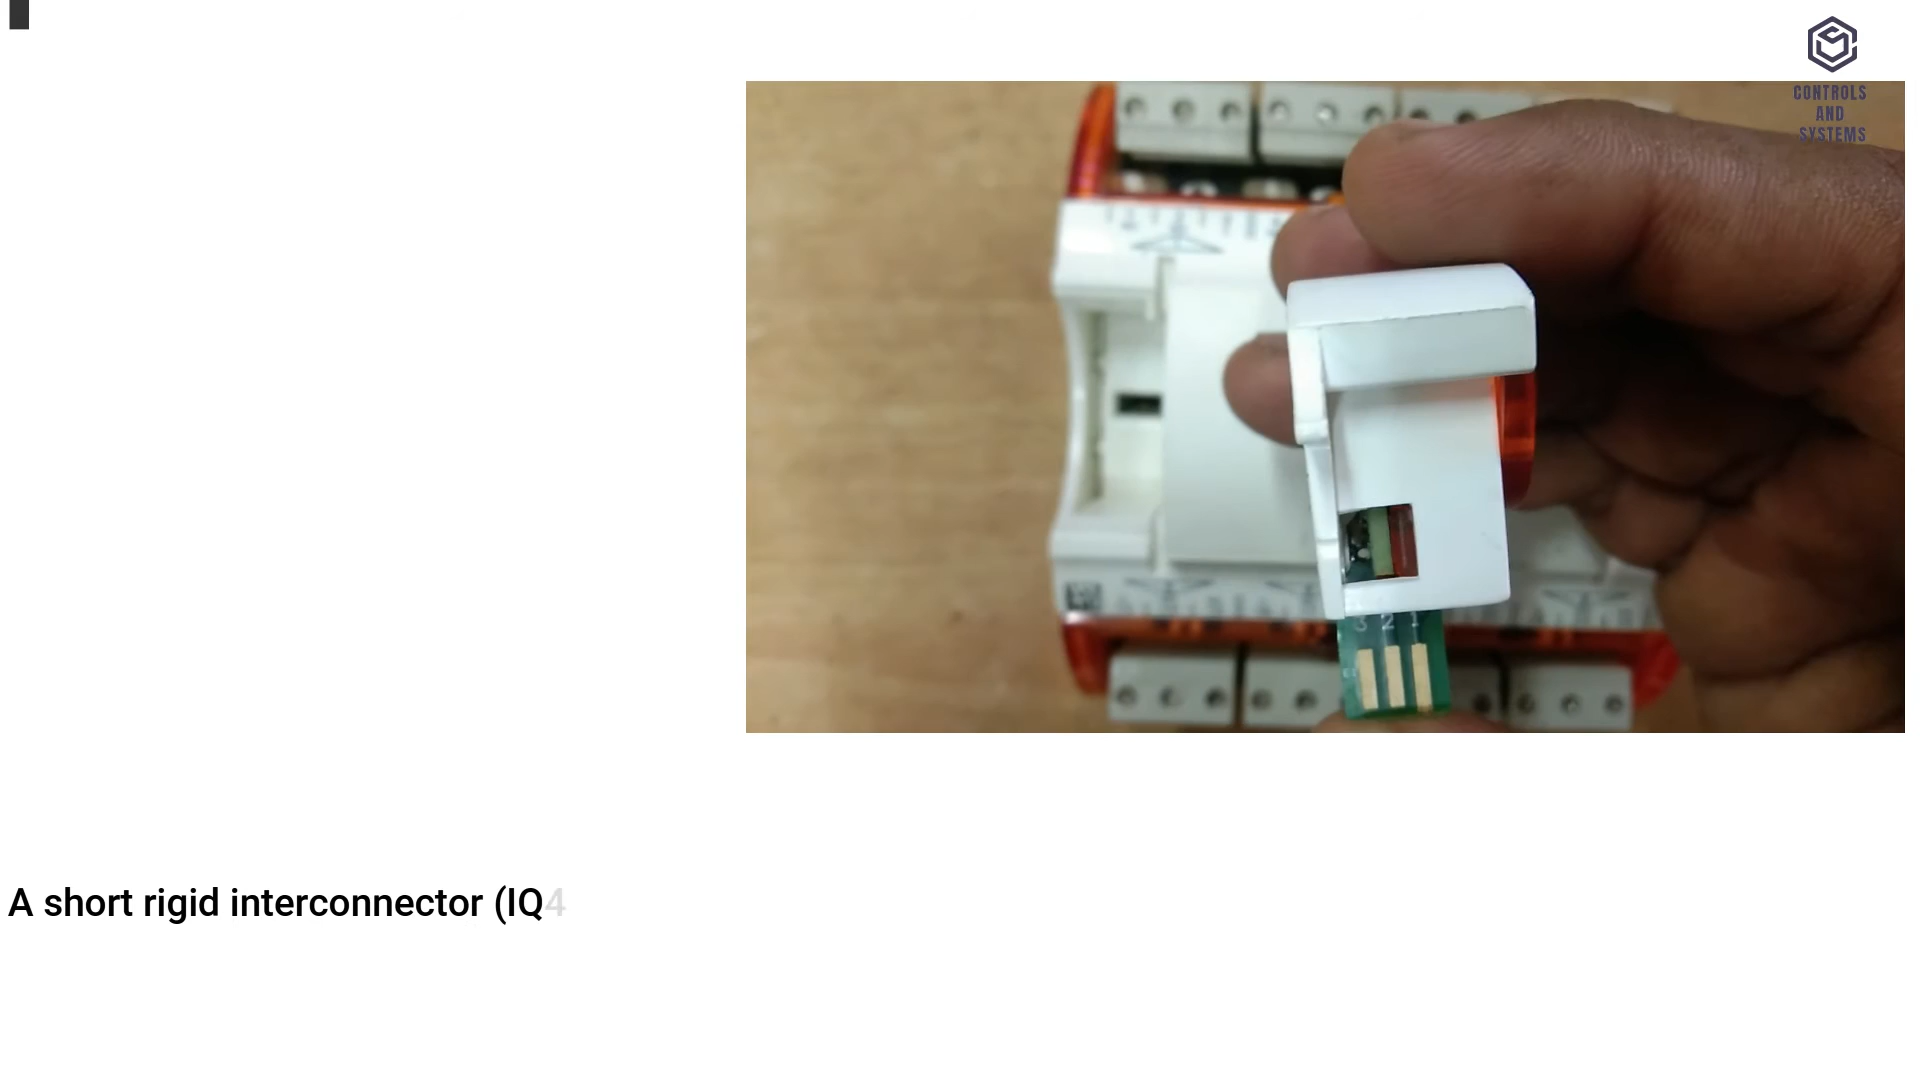 CONTROLS
AND
SYSTEMS
3 2 1
A short rigid interconnector (IQ4